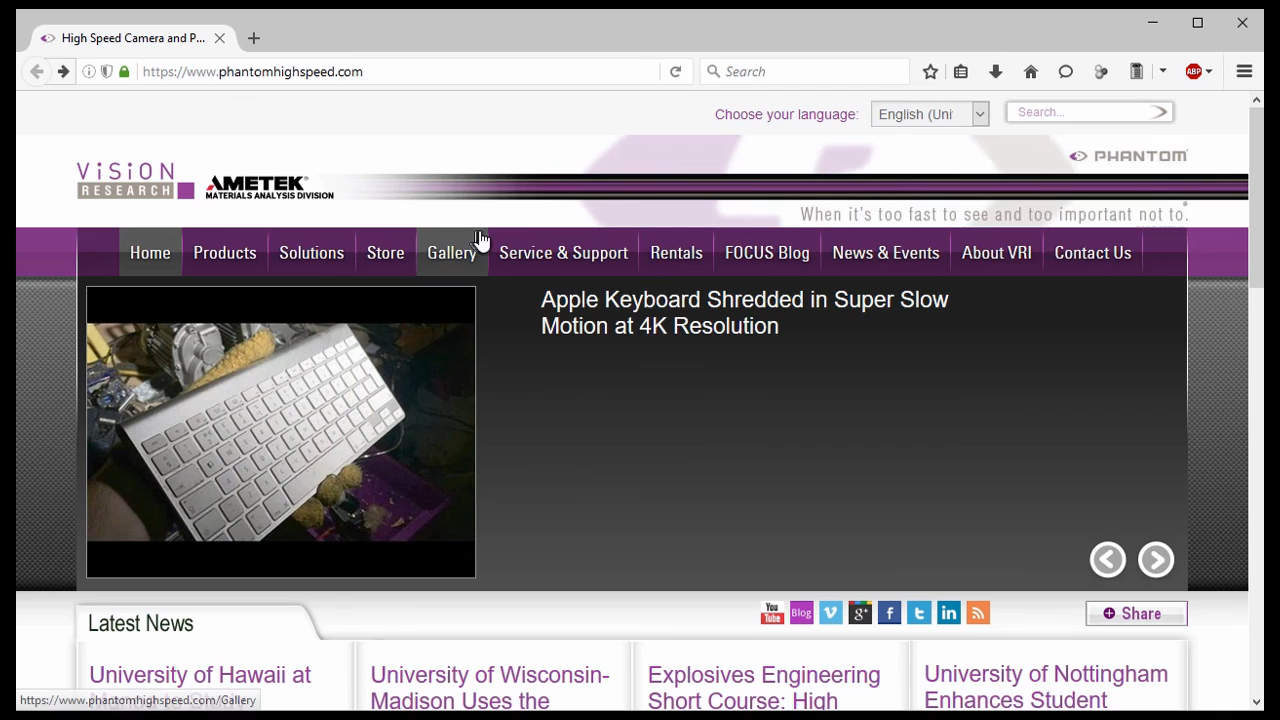 High Speed Camera and P...
https://www.phantomhighspeed.com
Search
ABP
Choose your language:
English (Uni
Search...
ViSiON
RESEARCH
AMETEK®
MATERIALS ANALYSIS DIVISION
PHANTOM
When it's too fast to see and too important not to.
Home
Products
Solutions
Store
Gallery
Service & Support
Rentals
FOCUS Blog
News & Events
About VRI
Contact Us
Apple Keyboard Shredded in Super Slow
Motion at 4K Resolution
You Tube
Blog
Share
Latest News
University of Hawaii at
University of Wisconsin-
Madison Uses the
Explosives Engineering
Short Course: High
University of Nottingham
Enhances Student
https://www.phantomhighspeed.com/Gallery